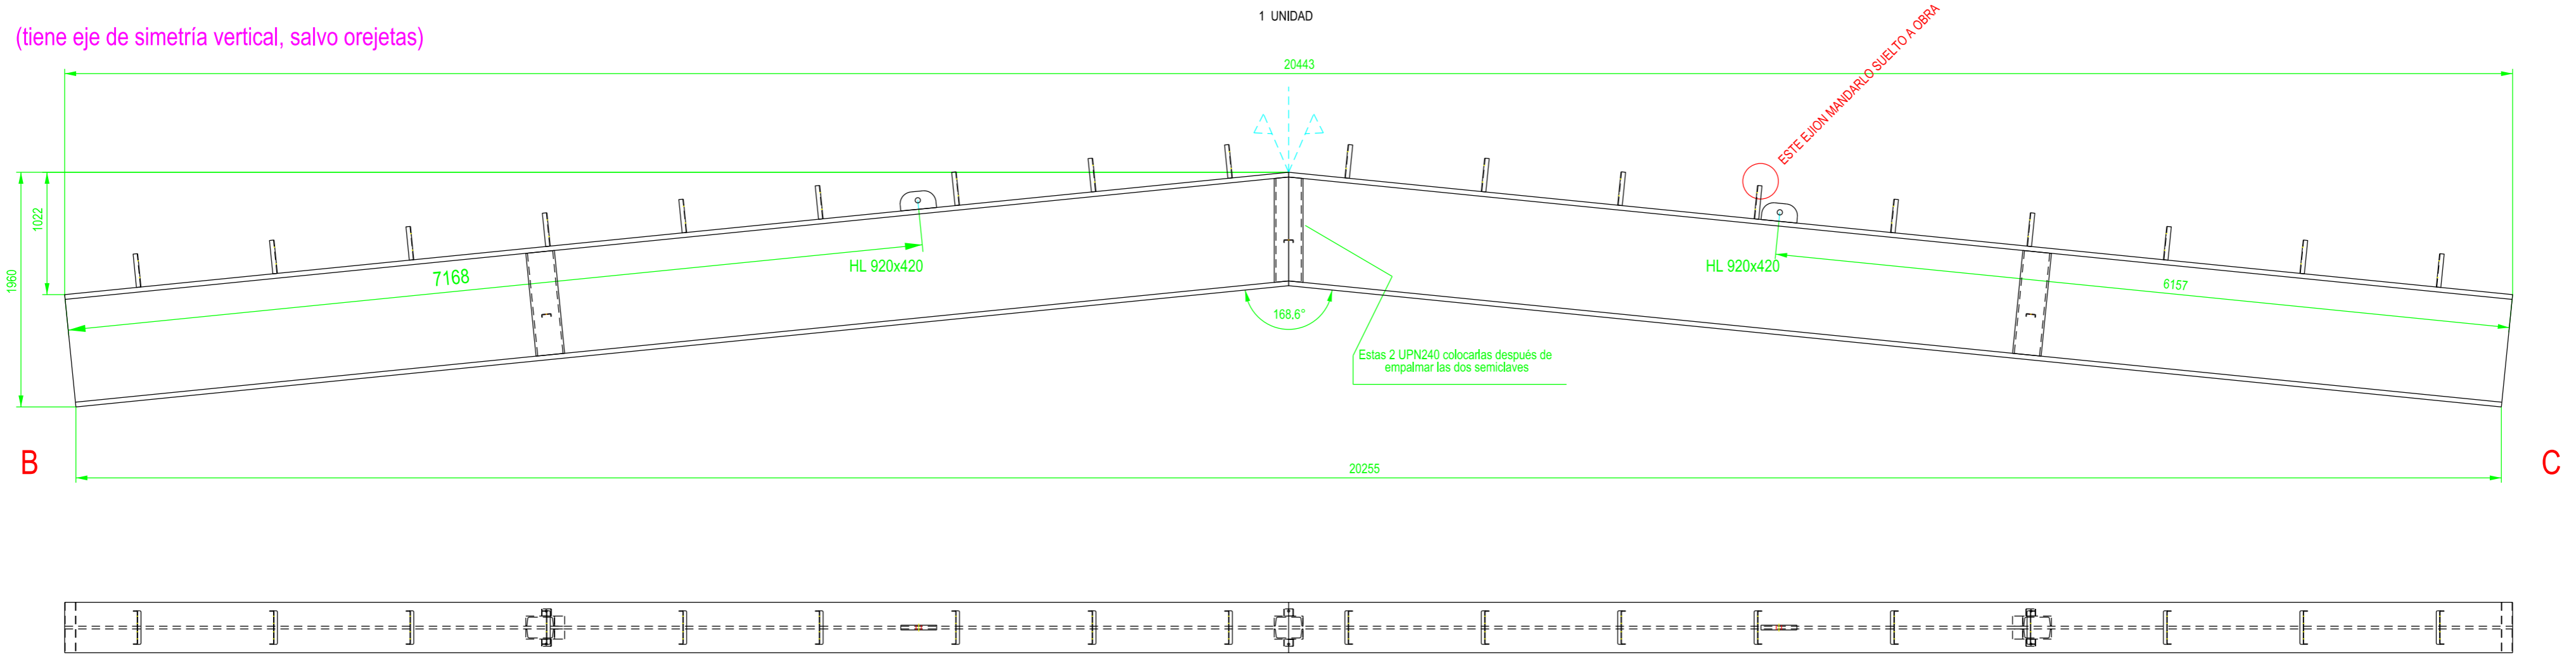 1 UNIDAD
(tiene eje de simetría vertical, salvo orejetas)
ESTE EJION MANDARLO SUELTO A OBRA
20443
1022
1960
7168
HL 920x420
HL 920x420
6157
168.6°
Estas 2 UPN240 colocarlas después de
empalmar las dos semiclaves
B
C
20255